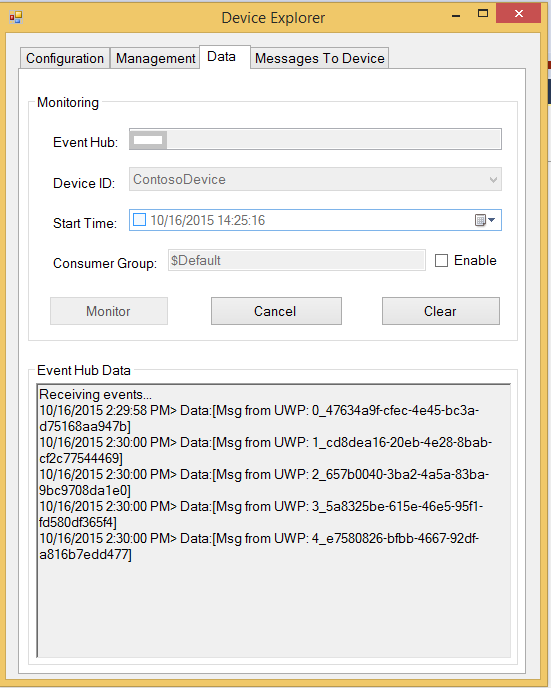 Device Explorer
Configuration Management Data Messages To Device
Monitoring
Event Hub:
Device ID: ContosoDevice
Start Time: 10/16/2015 14:25:16
Consumer Group: $Default Enable
Monitor Cancel Clear
Event Hub Data
Receiving events...
10/16/2015 2:29:58 PM> Data:[Msg from UWP: 0_47634a9f-cfec-4e45-bc3a-
d75168aa947b]
10/16/2015 2:30:00 PM> Data:[Msg from UWP: 1_cd8dea16-20eb-4e28-8bab-
cf2c77544469]
10/16/2015 2:30:00 PM> Data:[Msg from UWP: 2_657b0040-3ba2-4a5a-83ba-
9bc9708da1e0]
10/16/2015 2:30:00 PM> Data:[Msg from UWP: 3_5a8325be-615e-46e5-95f1-
fd580df365f4]
10/16/2015 2:30:00 PM> Data:[Msg from UWP: 4_e7580826-bfbb-4667-92df-
a816b7edd477]